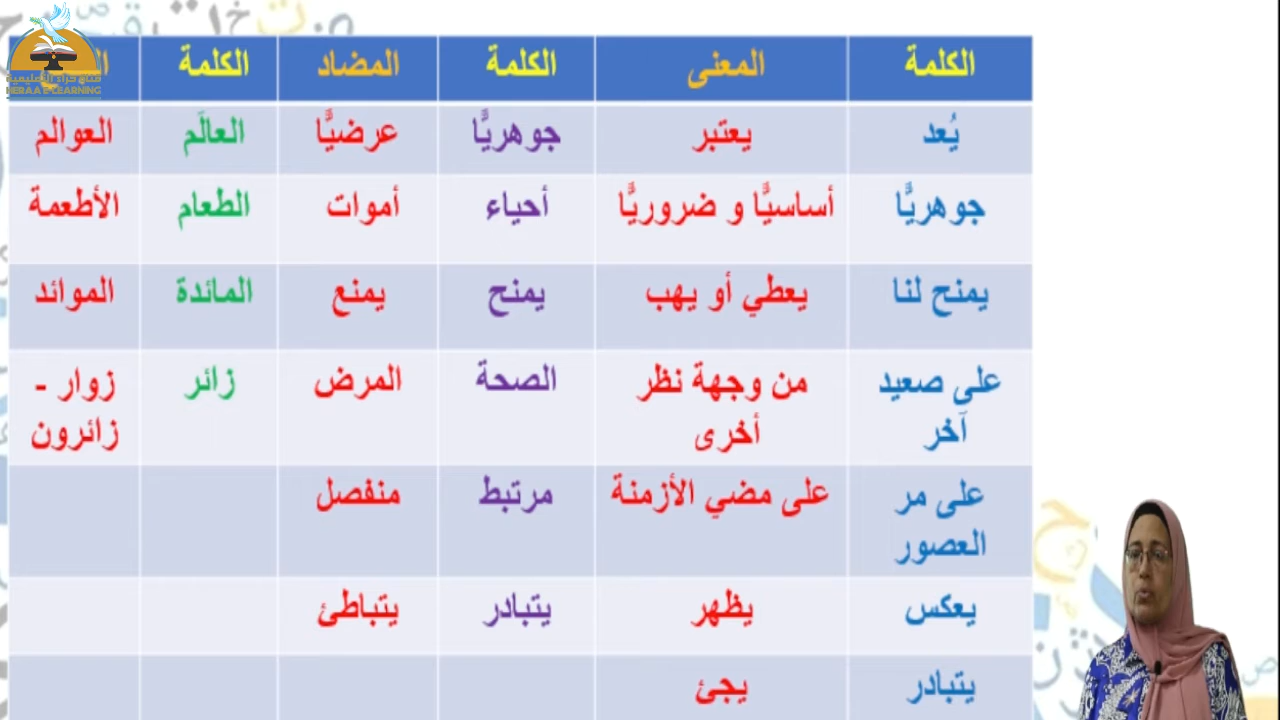 الكلمة المعنى الكلمة المضاد الكلمة
يُعد يعتبر جوهريًّا عرضيًّا العالَم العوالم
جوهريًّا أساسيًّا و ضروريًّا أحياء أموات الطعام الأطعمة
يمنح لنا يعطي أو يهب يمنح يمنع المائدة الموائد
على صعيد من وجهة نظر الصحة المرض زائر زوار -
آخر أخرى زائرون
على مر على مضي الأزمنة مرتبط منفصل
العصور
يعكس يظهر يتبادر يتباطئ
يتبادر يجئ
HERAA E-LEARNING